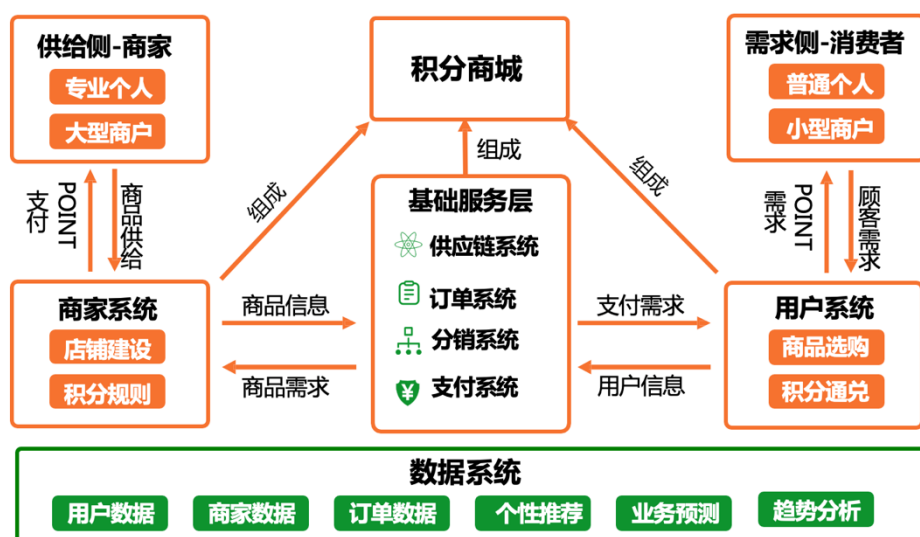 供给侧-商家
专业个人
大型商户
积分商城
需求侧-消费者
普通个人
小型商户
POINT
支付
商品供给
组成
组成
组成
POINT
需求
顾客需求
商家系统
店铺建设
积分规则
商品信息
商品需求
基础服务层
供应链系统
订单系统
分销系统
支付系统
支付需求
用户信息
用户系统
商品选购
积分通兑
数据系统
用户数据
商家数据
订单数据
个性推荐
业务预测
趋势分析